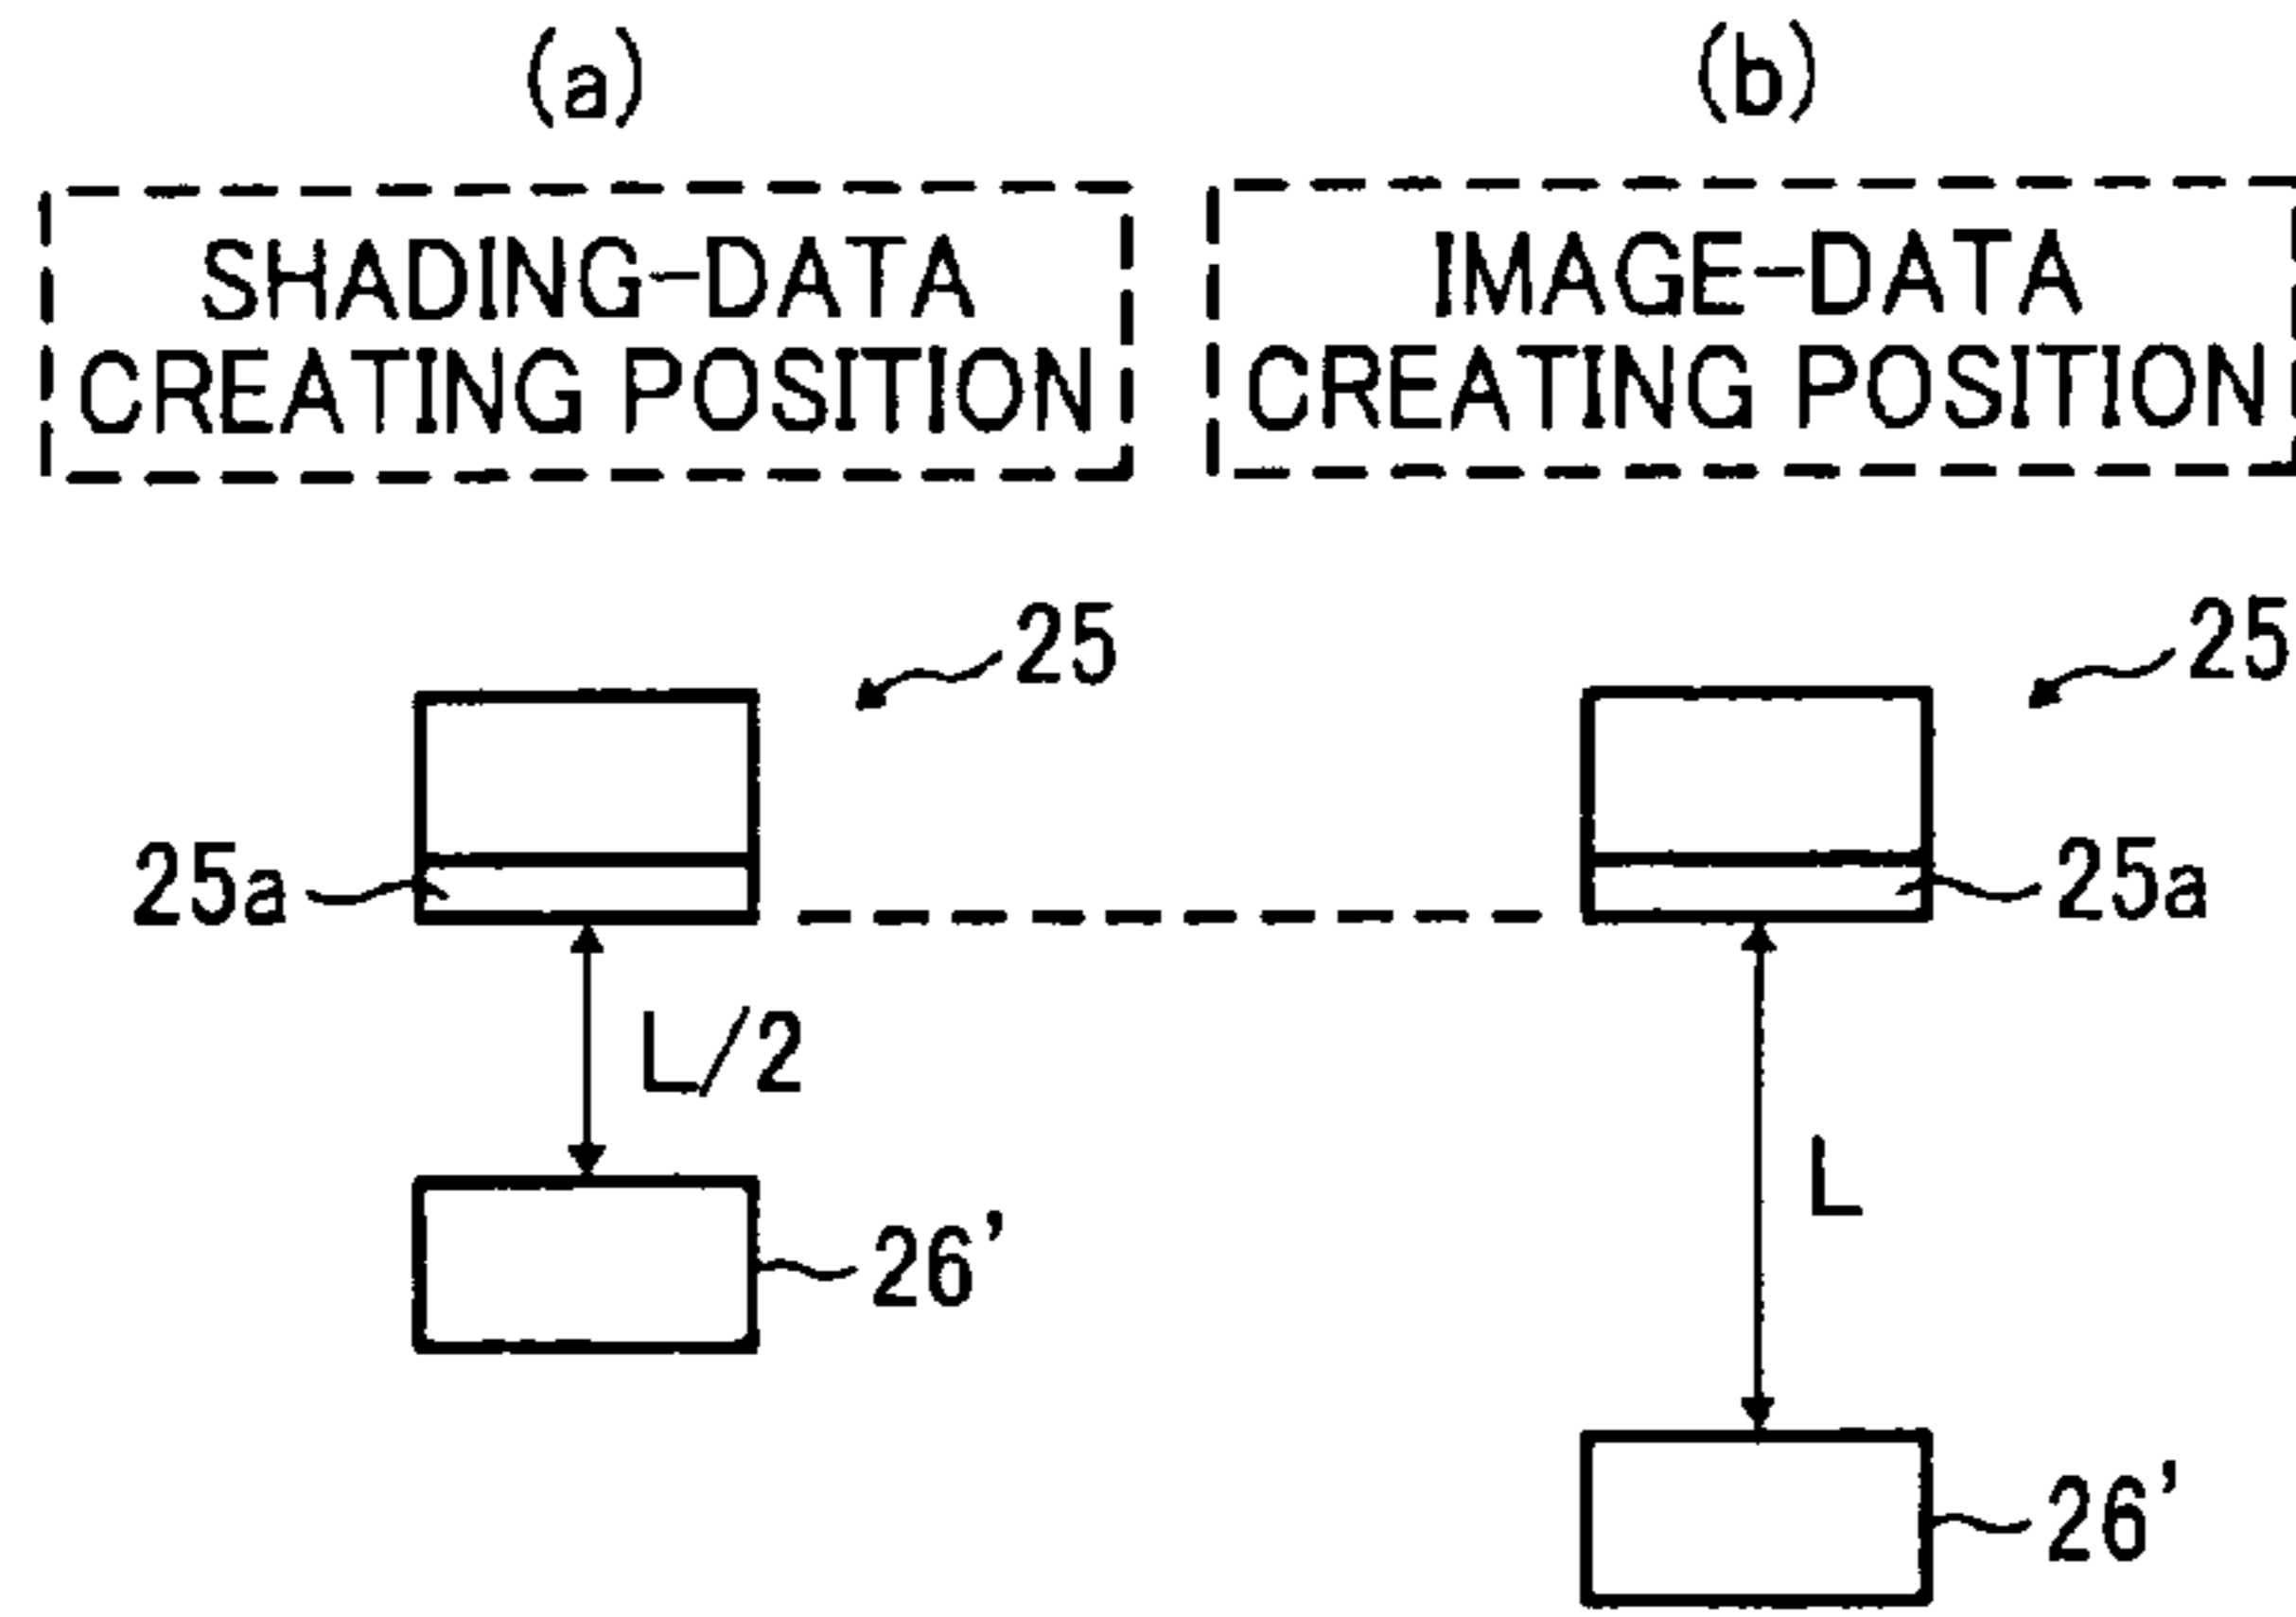 (a)
SHADING-DATA
CREATING POSITION
25
25a
L/2
26'
(b)
IMAGE-DATA
CREATING POSITION
25
25a
L
26'